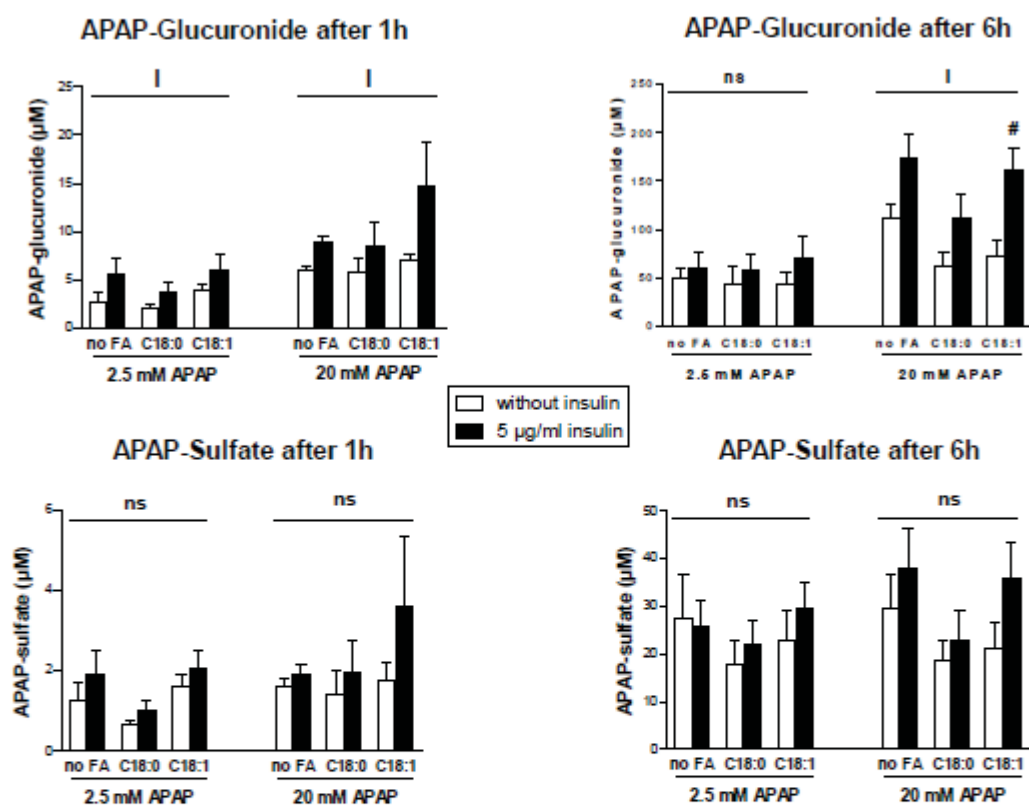 APAP-Glucuronide after 1h
I I
APAP-glucuronide (µM)
25
20
15
10
5
0
no FA C18:0 C18:1 no FA C18:0 C18:1
2.5 mM APAP 20 mM APAP
APAP-Glucuronide after 6h
ns I
#
APAP-glucuronide (µM)
250
200
150
100
50
0
no FA C18:0 C18:1 no FA C18:0 C18:1
2.5 mM APAP 20 mM APAP
without insulin
5 µg/ml insulin
APAP-Sulfate after 1h
ns ns
APAP-sulfate (µM)
6
4
2
0
no FA C18:0 C18:1 no FA C18:0 C18:1
2.5 mM APAP 20 mM APAP
APAP-Sulfate after 6h
ns ns
APAP-sulfate (µM)
50
40
30
20
10
0
no FA C18:0 C18:1 no FA C18:0 C18:1
2.5 mM APAP 20 mM APAP